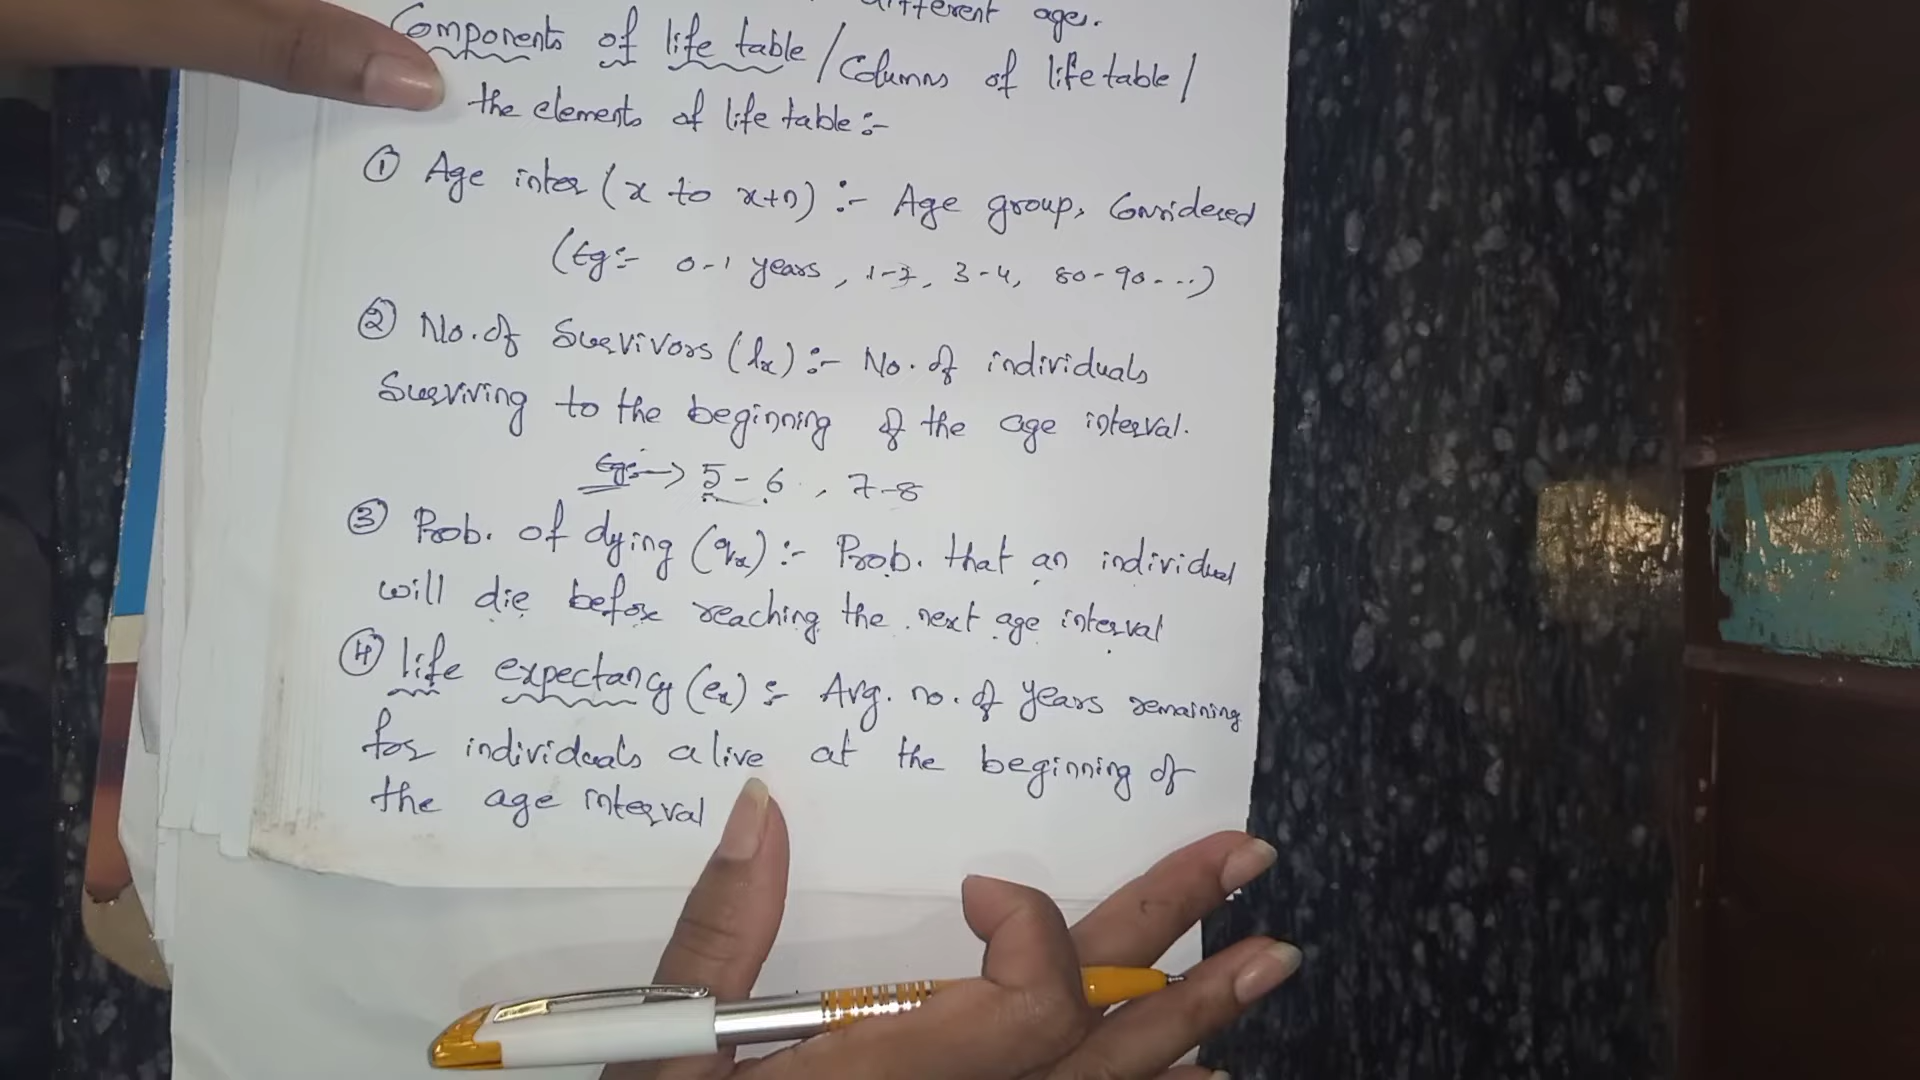 different age.
Components of life table / Columns of life table /
the elements of life table :-
① Age inter (x to x+n) :- Age group, Considered
(Eg:- 0-1 years, 1-2, 3-4, 80-90...)
② No. of Survivors (lx) :- No. of individuals
Surviving to the beginning of the age interval.
Eg:-> 5-6, 7-8
③ Prob. of dying (qx) :- Prob. that an individual
will die before reaching the next age interval
④ life expectancy (ex) :- Avg. no. of years remaining
for individuals alive at the beginning of
the age interval